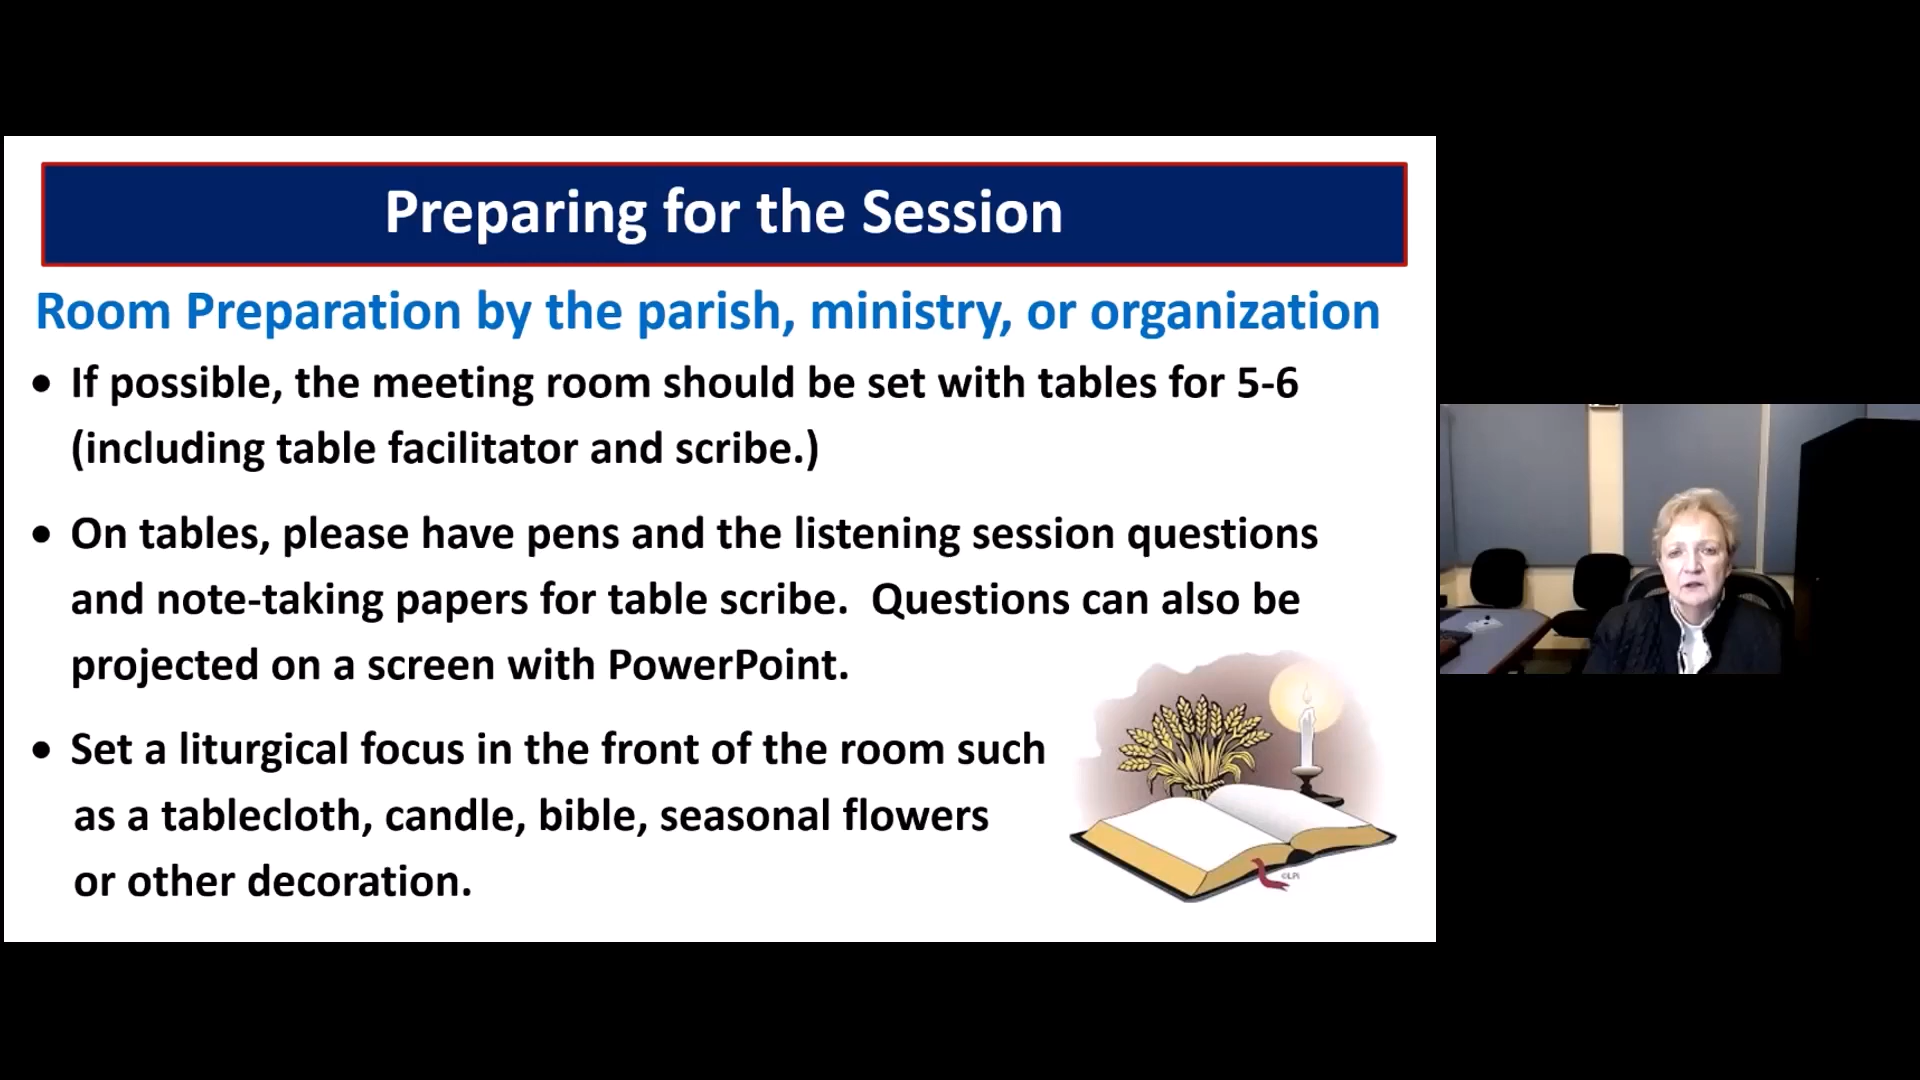 Preparing for the Session
Room Preparation by the parish, ministry, or organization
• If possible, the meeting room should be set with tables for 5-6
(including table facilitator and scribe.)
• On tables, please have pens and the listening session questions
and note-taking papers for table scribe.  Questions can also be
projected on a screen with PowerPoint.
• Set a liturgical focus in the front of the room such
as a tablecloth, candle, bible, seasonal flowers
or other decoration.
©LPi